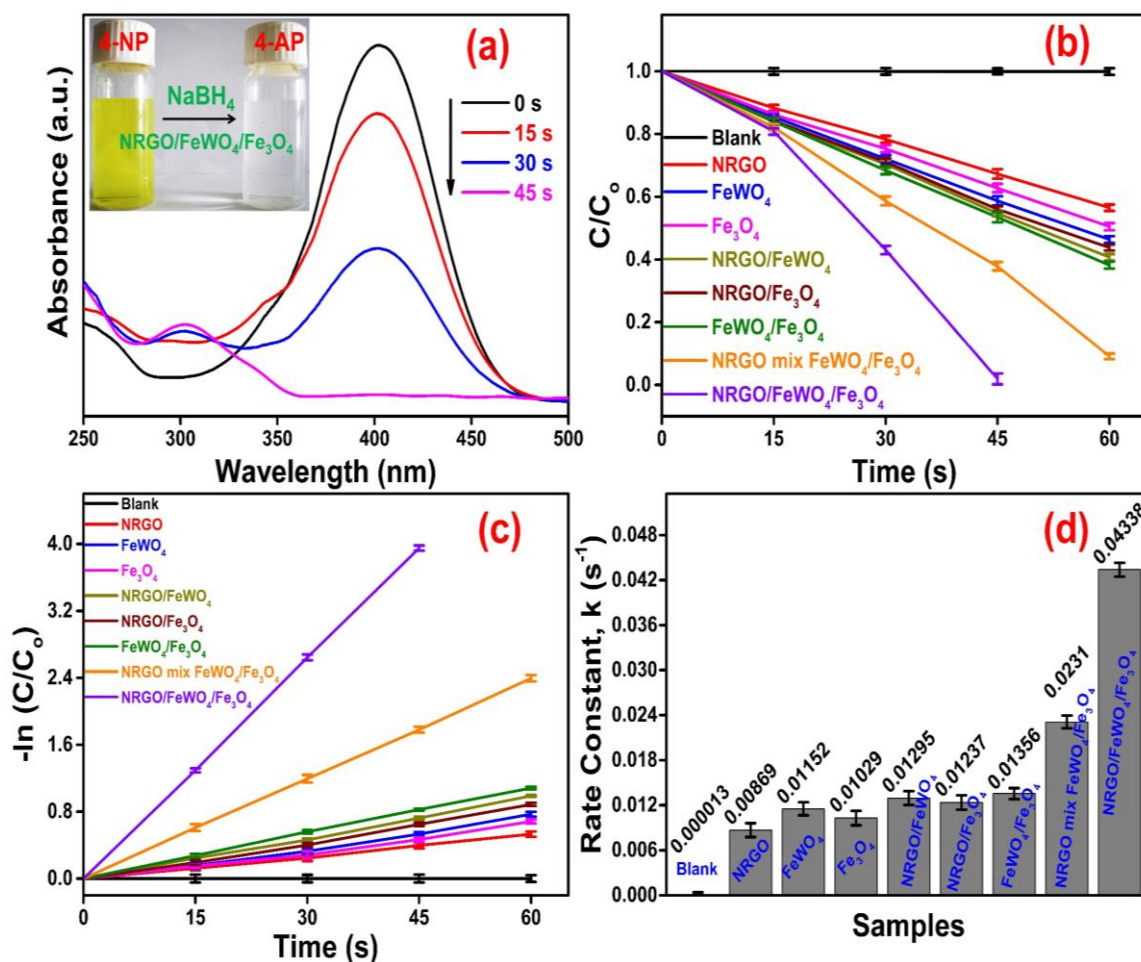 (a)
4-NP
4-AP
NaBH₄
NRGO/FeWO₄/Fe₃O₄
0 s
15 s
30 s
45 s
Absorbance (a.u.)
250 300 350 400 450 500
Wavelength (nm)
(b)
1.0
0.8
0.6
0.4
0.2
0.0
C/Cₒ
Blank
NRGO
FeWO₄
Fe₃O₄
NRGO/FeWO₄
NRGO/Fe₃O₄
FeWO₄/Fe₃O₄
NRGO mix FeWO₄/Fe₃O₄
NRGO/FeWO₄/Fe₃O₄
0 15 30 45 60
Time (s)
(c)
Blank
NRGO
FeWO₄
Fe₃O₄
NRGO/FeWO₄
NRGO/Fe₃O₄
FeWO₄/Fe₃O₄
NRGO mix FeWO₄/Fe₃O₄
NRGO/FeWO₄/Fe₃O₄
4.0
3.2
2.4
1.6
0.8
0.0
-ln (C/Cₒ)
0 15 30 45 60
Time (s)
(d)
0.048
0.042
0.036
0.030
0.024
0.018
0.012
0.006
0.000
Rate Constant, k (s⁻¹)
0.000013
0.00869
0.01152
0.01029
0.01295
0.01237
0.01356
0.0231
0.04338
Blank
NRGO
FeWO₄
Fe₃O₄
NRGO/FeWO₄
NRGO/Fe₃O₄
FeWO₄/Fe₃O₄
NRGO mix FeWO₄/Fe₃O₄
NRGO/FeWO₄/Fe₃O₄
Samples